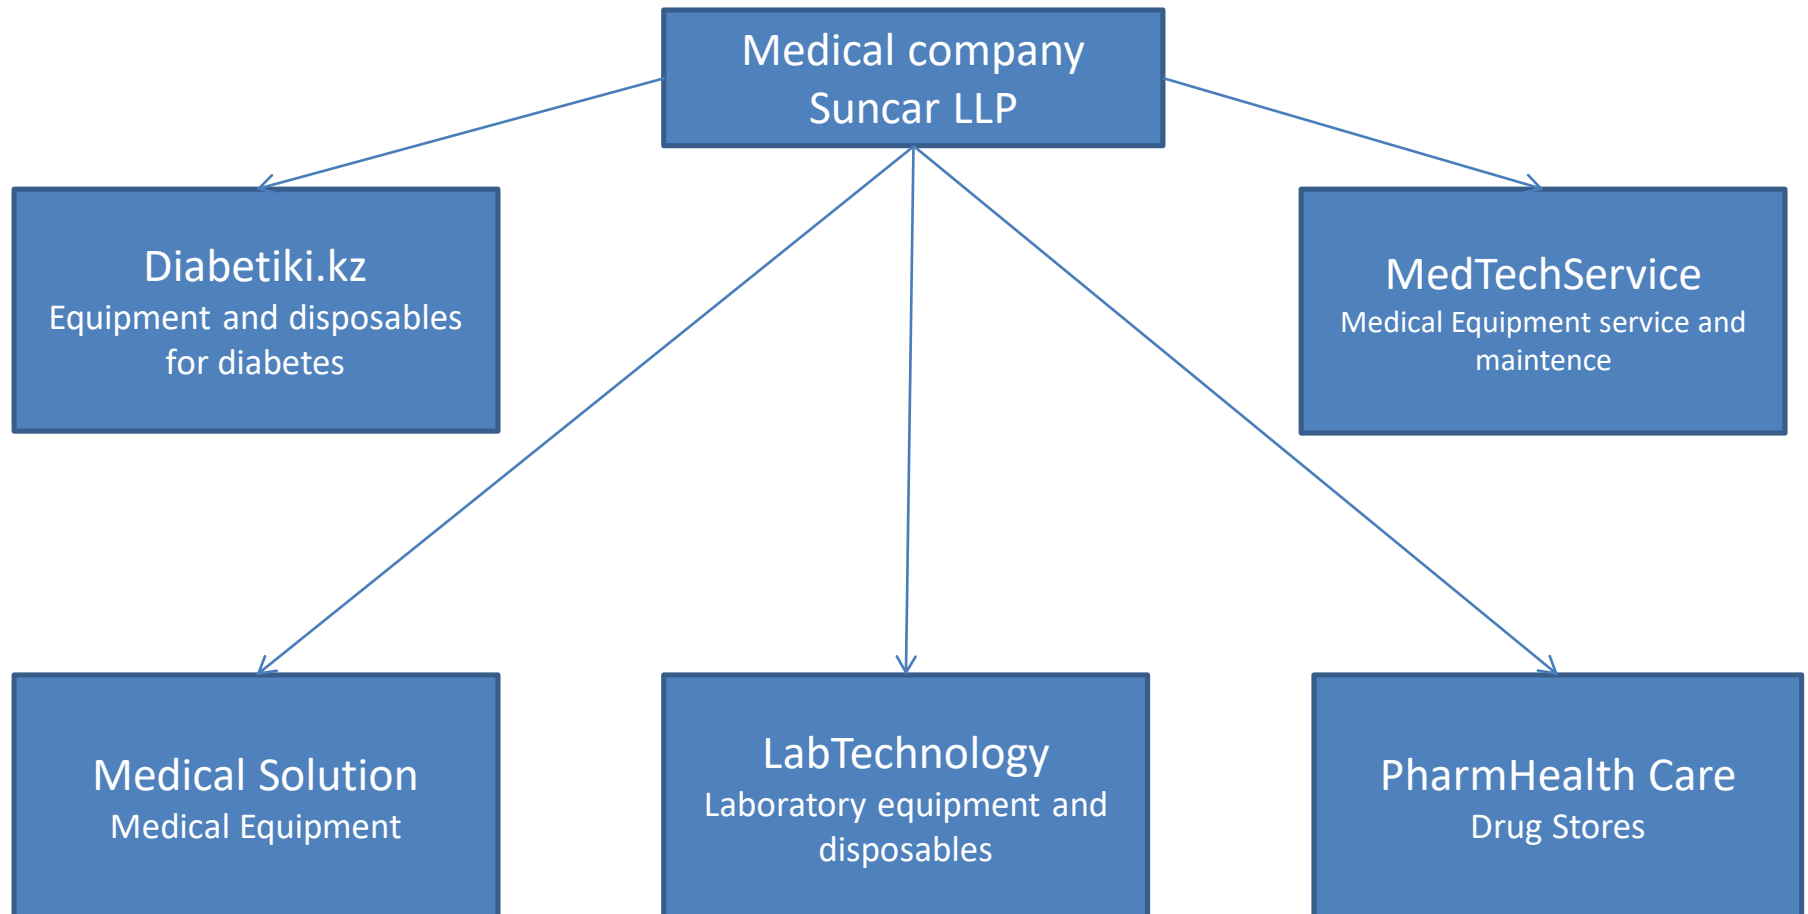 Medical company
Suncar LLP
Diabetiki.kz
Equipment and disposables
for diabetes
MedTechService
Medical Equipment service and
maintence
Medical Solution
Medical Equipment
LabTechnology
Laboratory equipment and
disposables
PharmHealth Care
Drug Stores